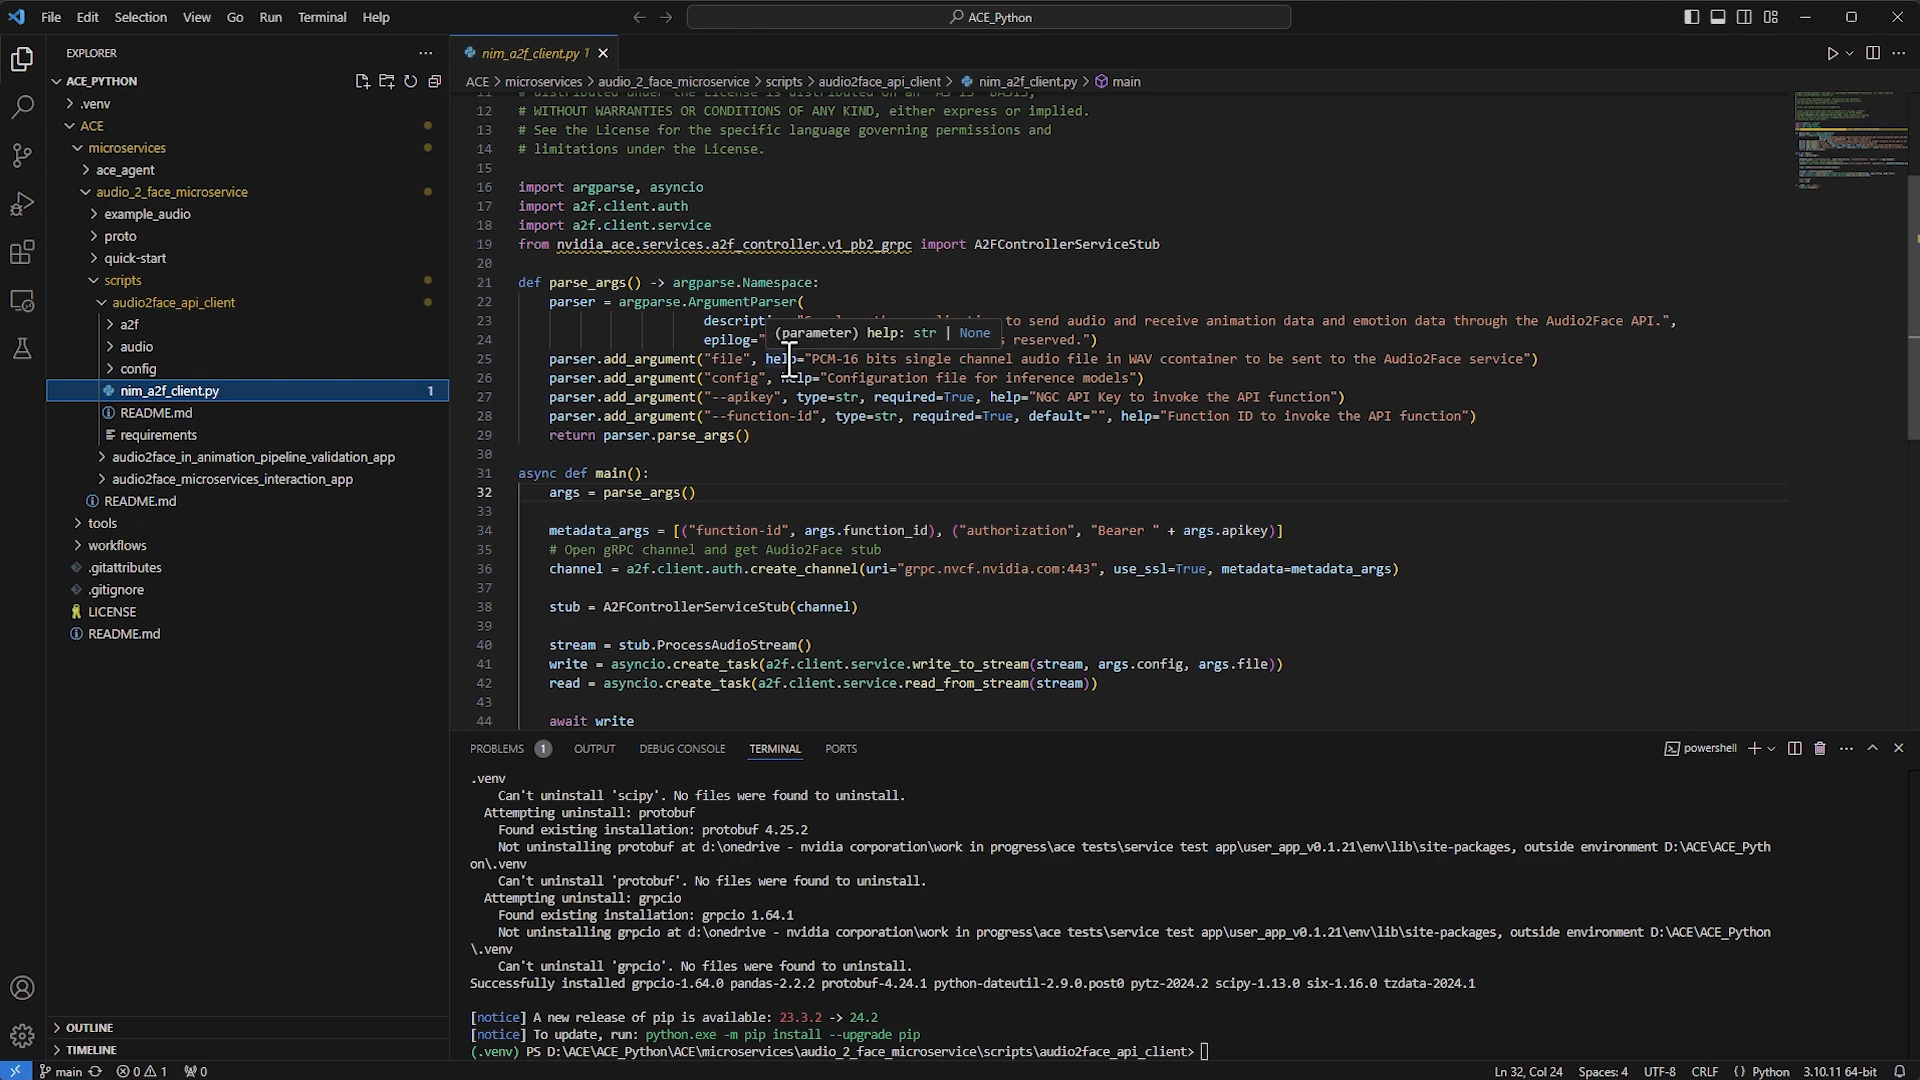 File Edit Selection View Go Run Terminal Help
ACE_Python
EXPLORER
ACE_PYTHON
.venv
ACE
microservices
ace_agent
audio_2_face_microservice
example_audio
proto
quick-start
scripts
audio2face_api_client
a2f
audio
config
nim_a2f_client.py 1
README.md
requirements
audio2face_in_animation_pipeline_validation_app
audio2face_microservices_interaction_app
README.md
tools
workflows
.gitattributes
.gitignore
LICENSE
README.md
OUTLINE
TIMELINE
nim_a2f_client.py 1
ACE > microservices > audio_2_face_microservice > scripts > audio2face_api_client > nim_a2f_client.py > main
11 # distributed under the License is distributed on an "AS IS" BASIS,
12 # WITHOUT WARRANTIES OR CONDITIONS OF ANY KIND, either express or implied.
13 # See the License for the specific language governing permissions and
14 # limitations under the License.
15
16 import argparse, asyncio
17 import a2f.client.auth
18 import a2f.client.service
19 from nvidia_ace.services.a2f_controller.v1_pb2_grpc import A2FControllerServiceStub
20
21 def parse_args() -> argparse.Namespace:
22 parser = argparse.ArgumentParser(
23 descripti to send audio and receive animation data and emotion data through the Audio2Face API.",
(parameter) help: str | None
24 epilog=" s reserved.")
25 parser.add_argument("file", help="PCM-16 bits single channel audio file in WAV ccontainer to be sent to the Audio2Face service")
26 parser.add_argument("config", help="Configuration file for inference models")
27 parser.add_argument("--apikey", type=str, required=True, help="NGC API Key to invoke the API function")
28 parser.add_argument("--function-id", type=str, required=True, default="", help="Function ID to invoke the API function")
29 return parser.parse_args()
30
31 async def main():
32 args = parse_args()
33
34 metadata_args = [("function-id", args.function_id), ("authorization", "Bearer " + args.apikey)]
35 # Open gRPC channel and get Audio2Face stub
36 channel = a2f.client.auth.create_channel(uri="grpc.nvcf.nvidia.com:443", use_ssl=True, metadata=metadata_args)
37
38 stub = A2FControllerServiceStub(channel)
39
40 stream = stub.ProcessAudioStream()
41 write = asyncio.create_task(a2f.client.service.write_to_stream(stream, args.config, args.file))
42 read = asyncio.create_task(a2f.client.service.read_from_stream(stream))
43
44 await write
PROBLEMS 1 OUTPUT DEBUG CONSOLE TERMINAL PORTS
powershell
.venv
Can't uninstall 'scipy'. No files were found to uninstall.
Attempting uninstall: protobuf
Found existing installation: protobuf 4.25.2
Not uninstalling protobuf at d:\onedrive - nvidia corporation\work in progress\ace tests\service test app\user_app_v0.1.21\env\lib\site-packages, outside environment D:\ACE\ACE_Pyth
on\.venv
Can't uninstall 'protobuf'. No files were found to uninstall.
Attempting uninstall: grpcio
Found existing installation: grpcio 1.64.1
Not uninstalling grpcio at d:\onedrive - nvidia corporation\work in progress\ace tests\service test app\user_app_v0.1.21\env\lib\site-packages, outside environment D:\ACE\ACE_Python
\.venv
Can't uninstall 'grpcio'. No files were found to uninstall.
Successfully installed grpcio-1.64.0 pandas-2.2.2 protobuf-4.24.1 python-dateutil-2.9.0.post0 pytz-2024.2 scipy-1.13.0 six-1.16.0 tzdata-2024.1
[notice] A new release of pip is available: 23.3.2 -> 24.2
[notice] To update, run: python.exe -m pip install --upgrade pip
(.venv) PS D:\ACE\ACE_Python\ACE\microservices\audio_2_face_microservice\scripts\audio2face_api_client>
main 0 1 0
Ln 32, Col 24 Spaces: 4 UTF-8 CRLF Python 3.10.11 64-bit